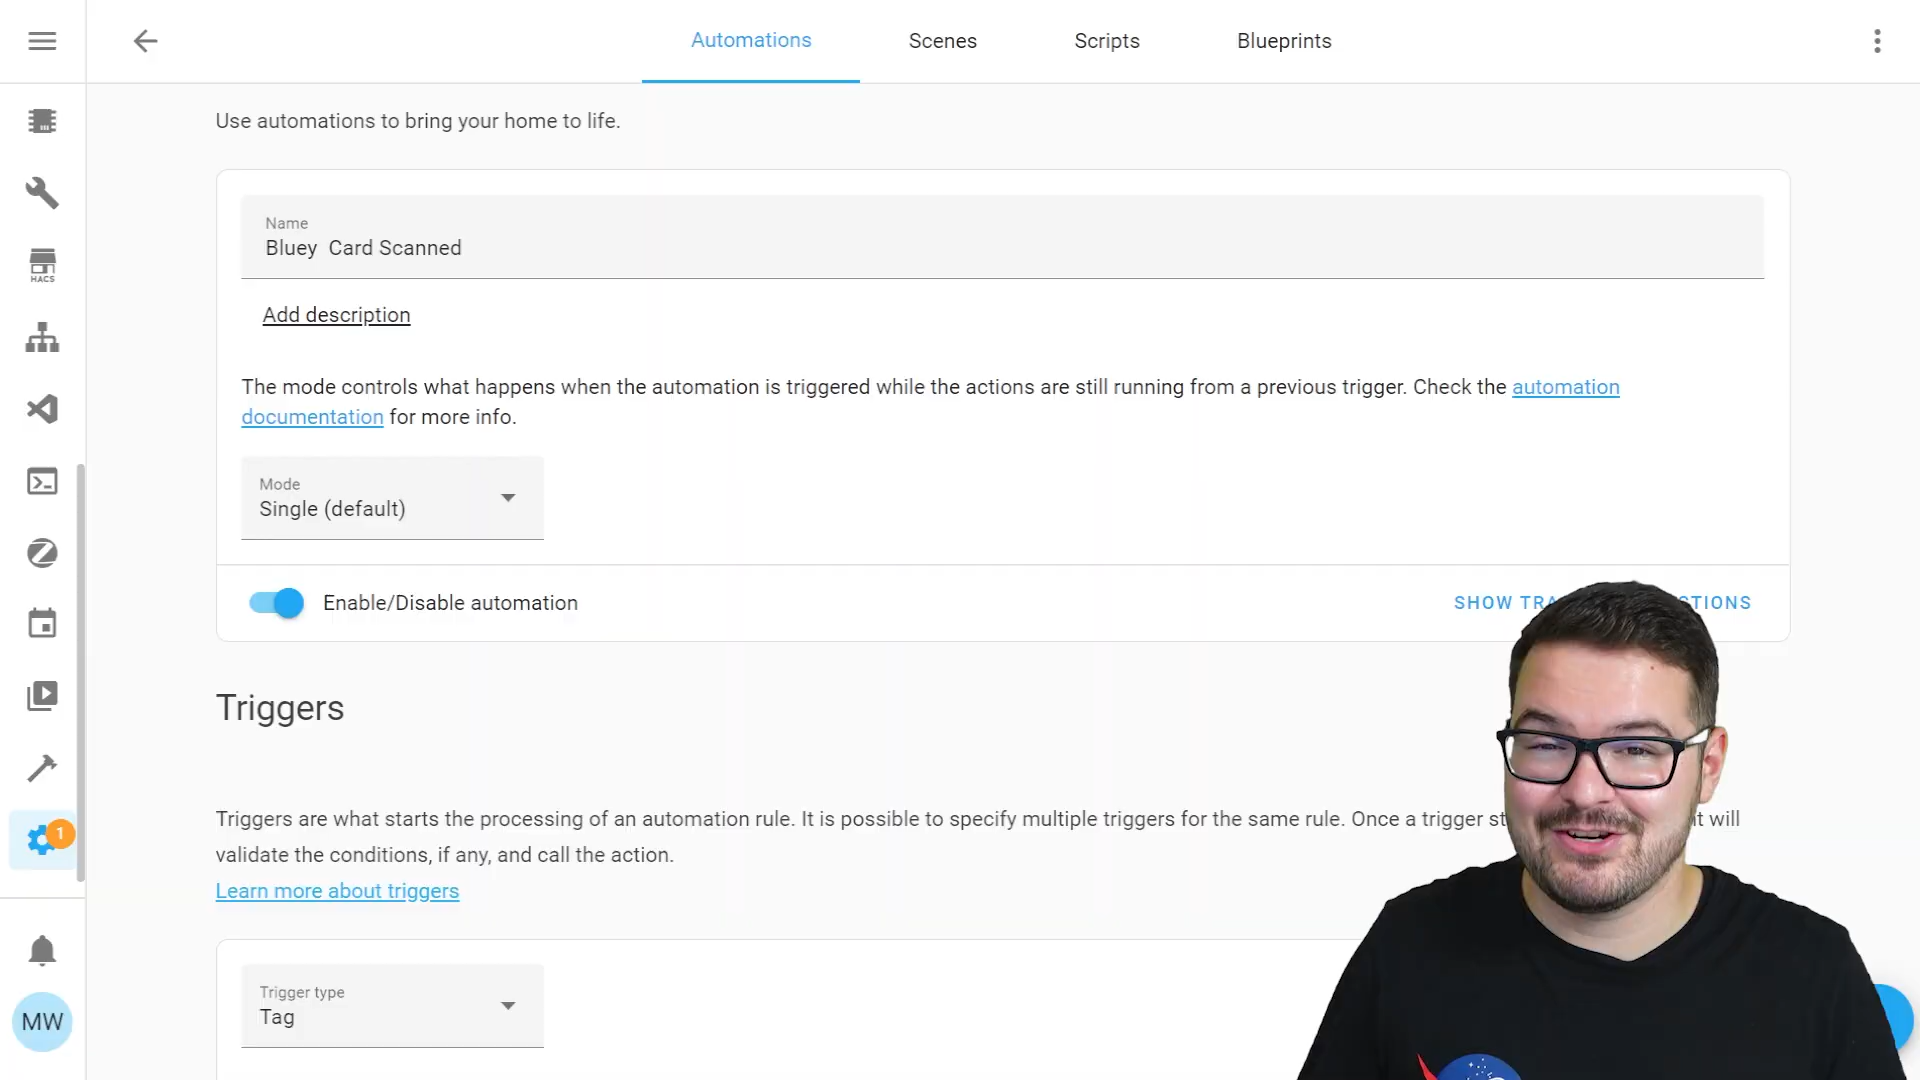 Automations
Scenes
Scripts
Blueprints
Use automations to bring your home to life.
Name
Bluey  Card Scanned
Add description
The mode controls what happens when the automation is triggered while the actions are still running from a previous trigger. Check the automation
documentation for more info.
Mode
Single (default)
Enable/Disable automation
SHOW
Triggers
Triggers are what starts the processing of an automation rule. It is possible to specify multiple triggers for the same rule. Once a trigger will
validate the conditions, if any, and call the action.
Learn more about triggers
Trigger type
Tag
HACS
1
MW